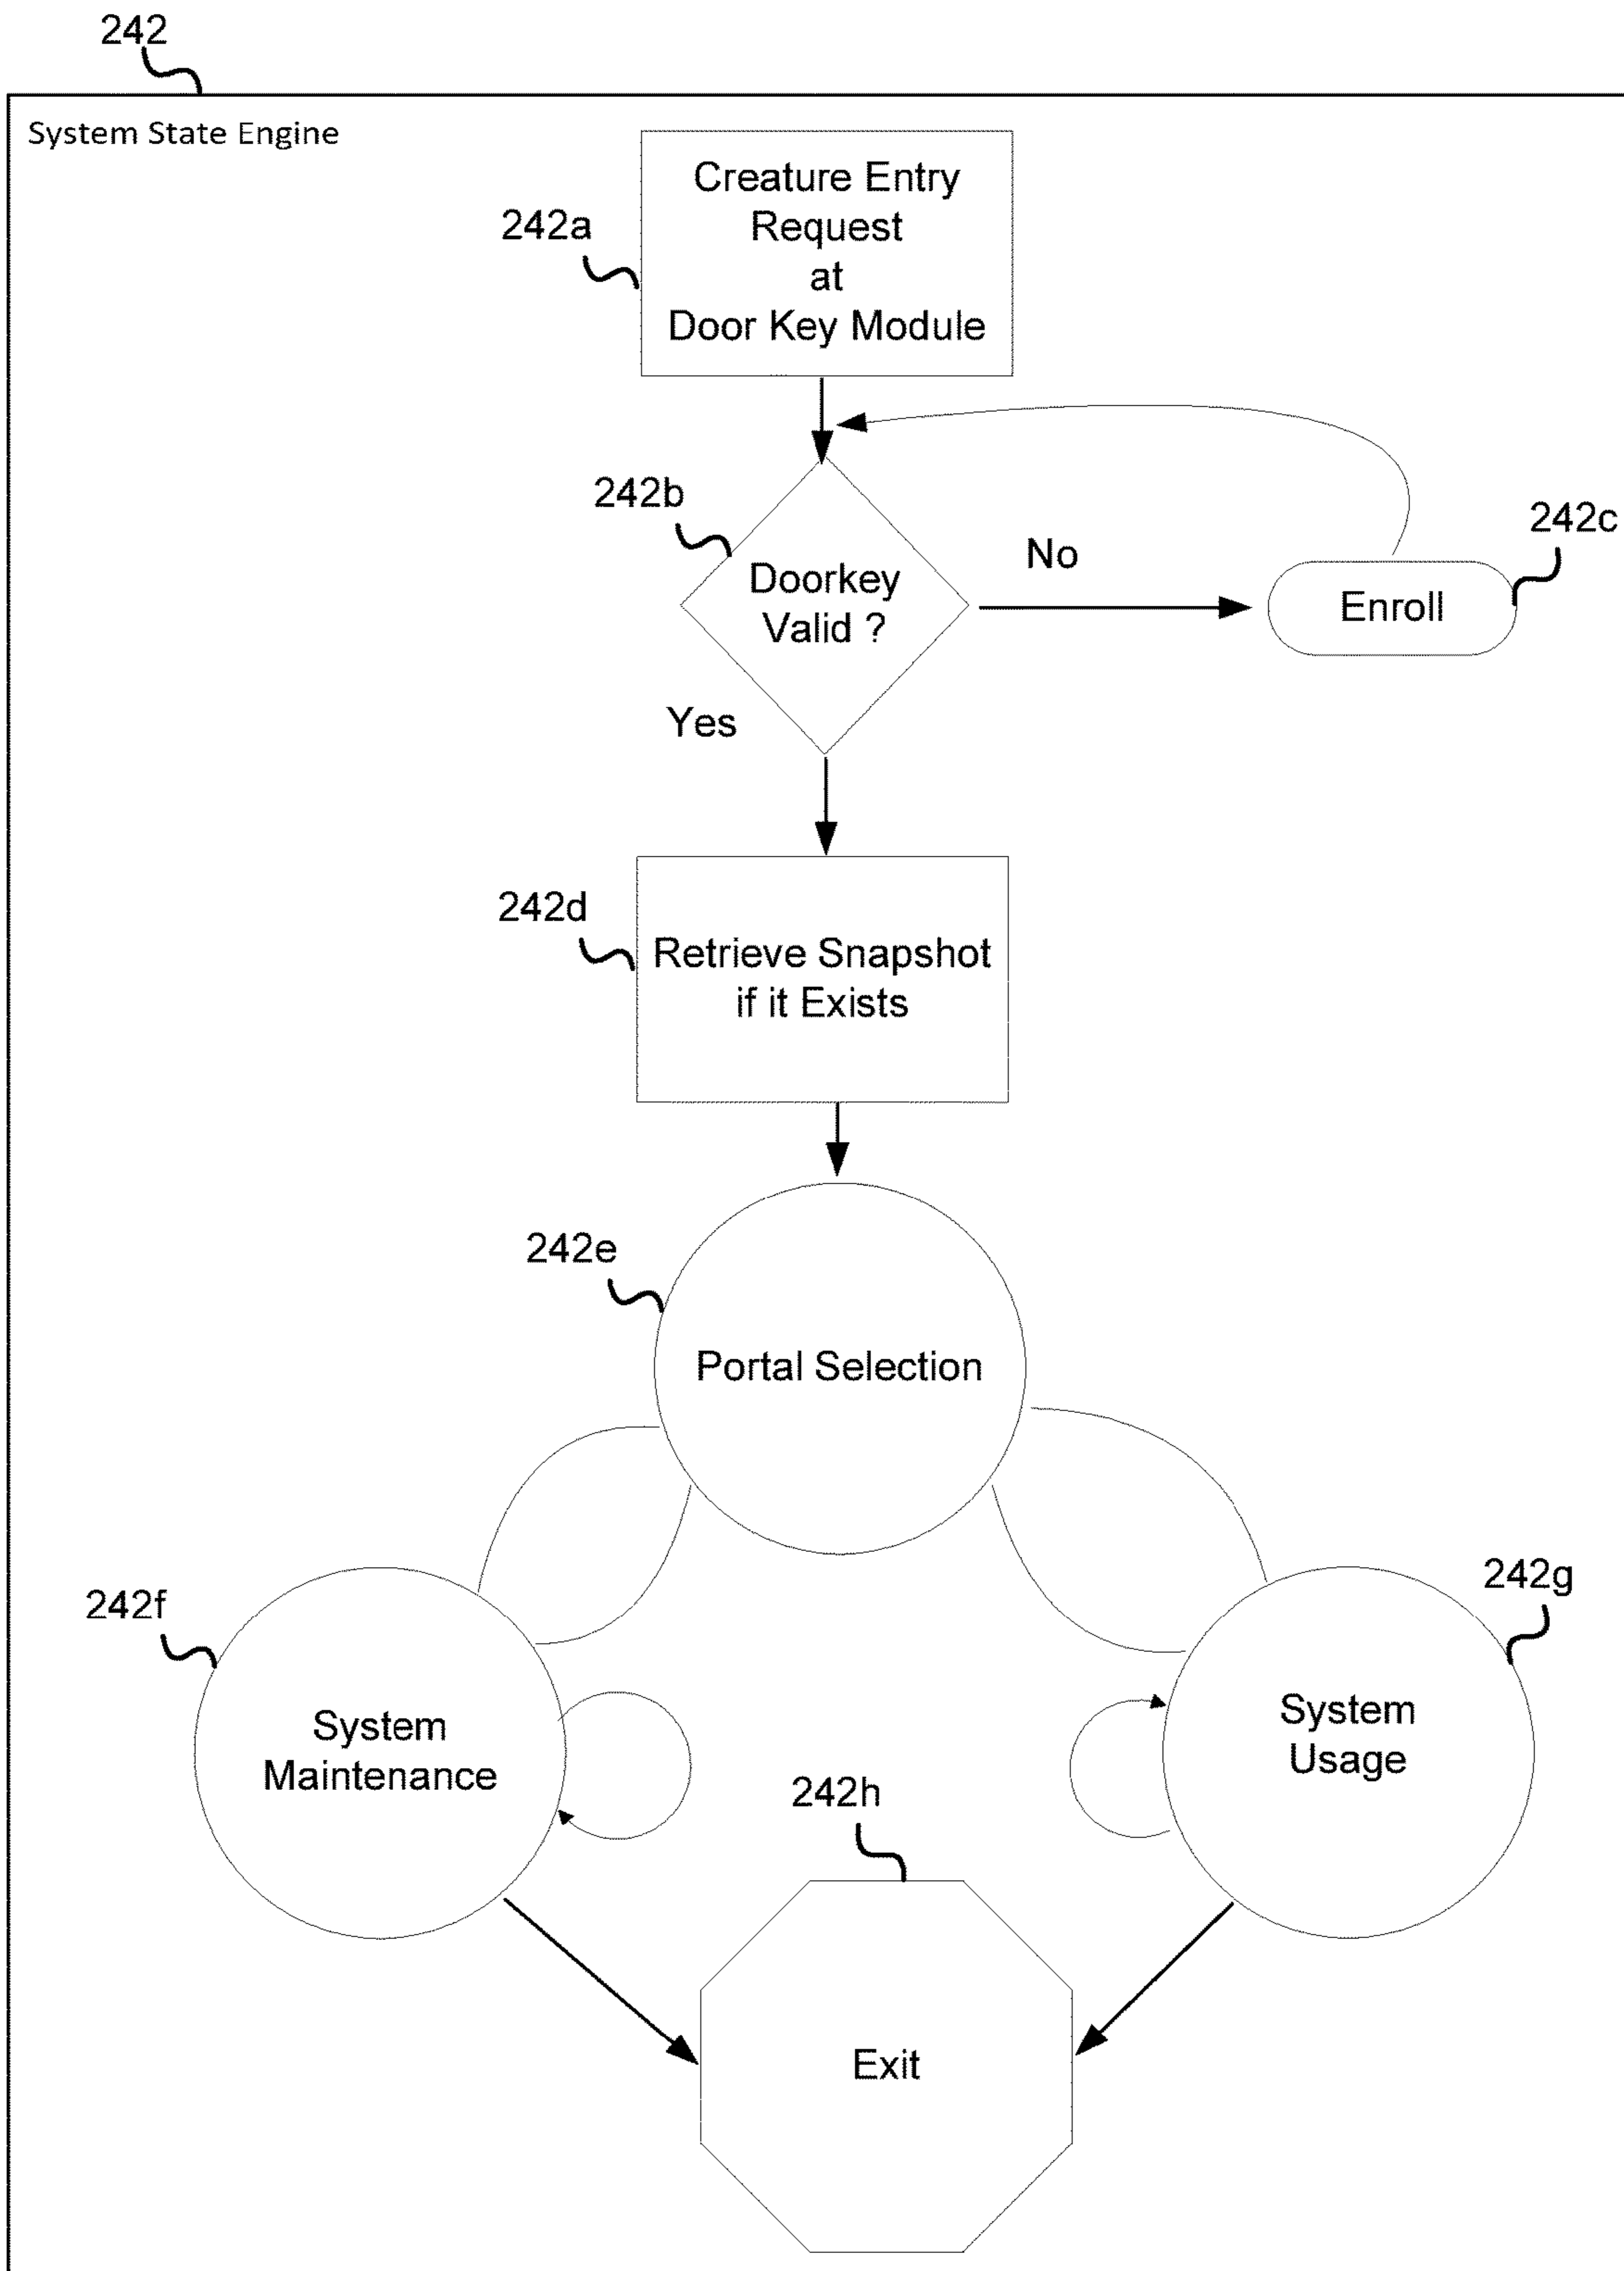 242
System State Engine
Creature Entry
Request
at
Door Key Module
242a
242b
Doorkey
Valid ?
No
242c
Enroll
Yes
242d
Retrieve Snapshot
if it Exists
242e
Portal Selection
242f
System
Maintenance
242g
System
Usage
242h
Exit